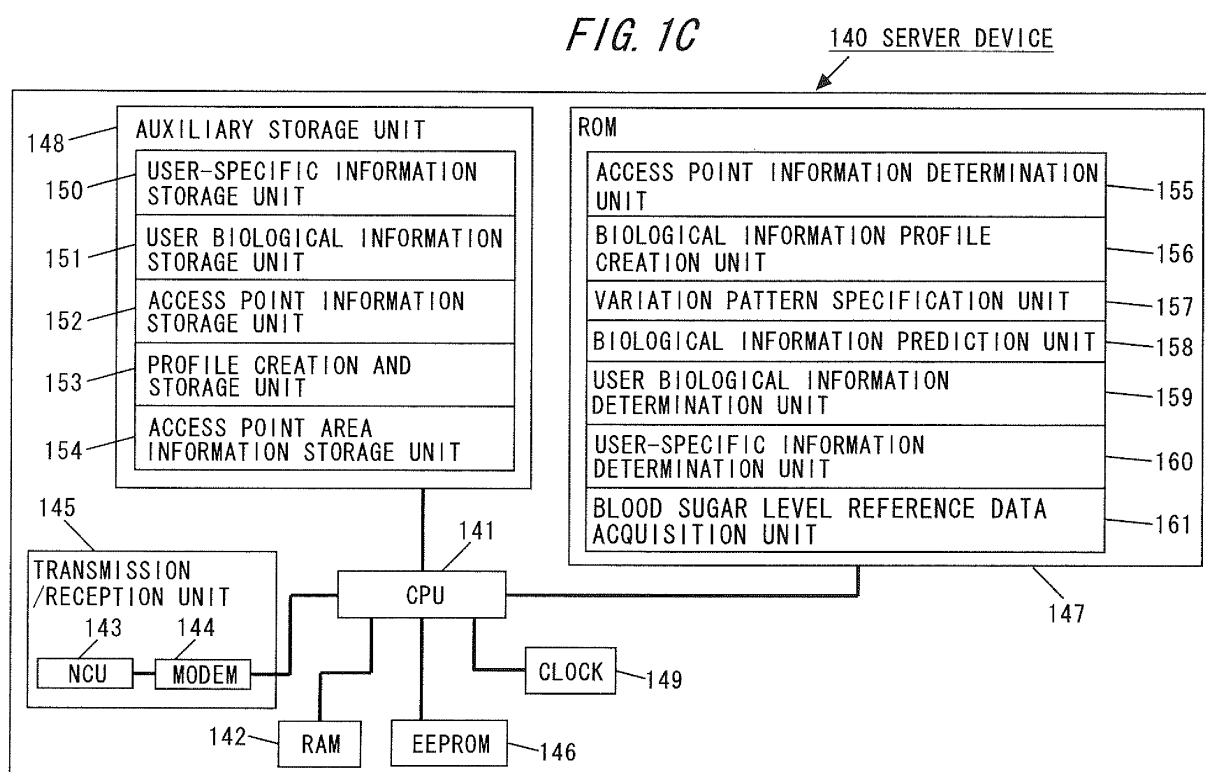 FIG. 1C
140 SERVER DEVICE
148
AUXILIARY STORAGE UNIT
150
USER-SPECIFIC INFORMATION
STORAGE UNIT
151
USER BIOLOGICAL INFORMATION
STORAGE UNIT
152
ACCESS POINT INFORMATION
STORAGE UNIT
153
PROFILE CREATION AND
STORAGE UNIT
154
ACCESS POINT AREA
INFORMATION STORAGE UNIT
ROM
ACCESS POINT INFORMATION DETERMINATION
UNIT
155
BIOLOGICAL INFORMATION PROFILE
CREATION UNIT
156
VARIATION PATTERN SPECIFICATION UNIT
157
BIOLOGICAL INFORMATION PREDICTION UNIT
158
USER BIOLOGICAL INFORMATION
DETERMINATION UNIT
159
USER-SPECIFIC INFORMATION
DETERMINATION UNIT
160
BLOOD SUGAR LEVEL REFERENCE DATA
ACQUISITION UNIT
161
147
145
TRANSMISSION
/RECEPTION UNIT
143
144
NCU
MODEM
141
CPU
CLOCK
149
142
RAM
EEPROM
146